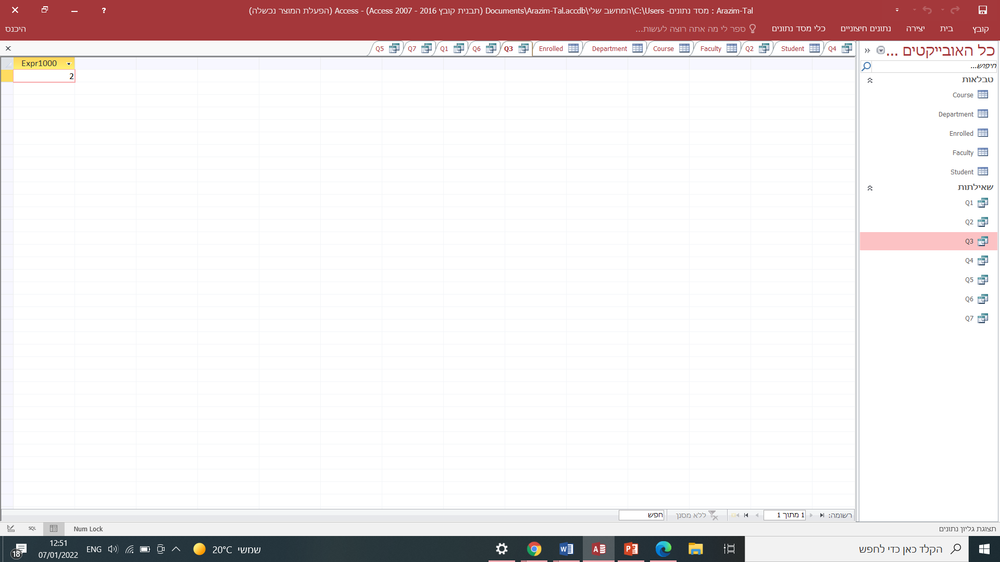 Arazim-Tal : מסד נתונים- C:\Users\המחשב שלי\Documents\Arazim-Tal.accdb (תבנית קובץ Access 2007 - 2016) - Access (הפעלת המוצר נכשלה)
?
קובץ
בית
יצירה
נתונים חיצוניים
כלי מסד נתונים
ספר לי מה אתה רוצה לעשות...
היכנס
כל האובייקטים ...
חיפוש...
טבלאות
Course
Department
Enrolled
Faculty
Student
שאילתות
Q1
Q2
Q3
Q4
Q5
Q6
Q7
Q4
Student
Q2
Faculty
Course
Department
Enrolled
Q3
Q6
Q1
Q7
Q5
Expr1000
2
רשומה:
1 מתוך 1
ללא מסנן
חפש
תצוגת גליון נתונים
Num Lock
SQL
הקלד כאן כדי לחפש
שמשי 20°C
ENG
12:51
07/01/2022
18